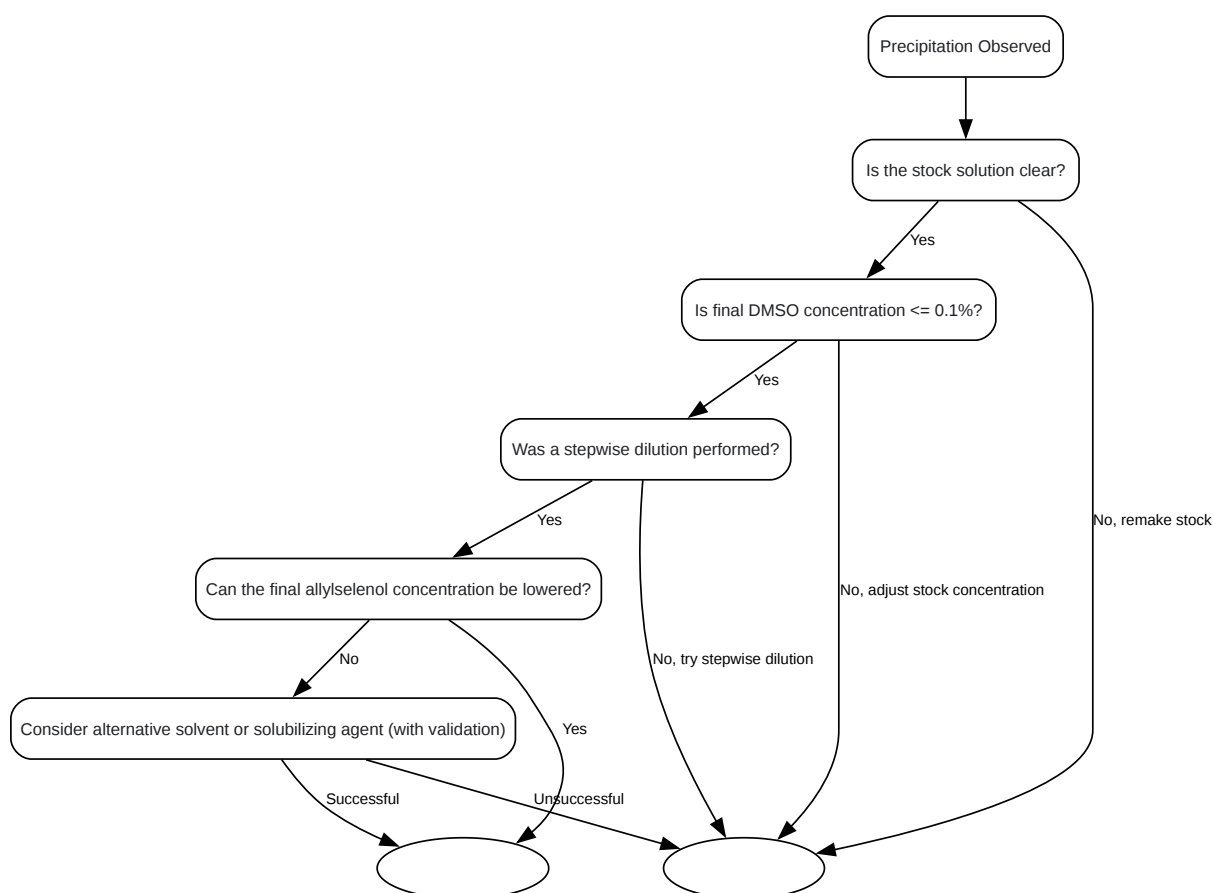 Precipitation Observed
Is the stock solution clear?
Yes
Is final DMSO concentration <= 0.1%?
Yes
Was a stepwise dilution performed?
Yes
No, remake stock
Can the final allylselenol concentration be lowered?
No, adjust stock concentration
No
No, try stepwise dilution
Consider alternative solvent or solubilizing agent (with validation)
Yes
Successful
Unsuccessful